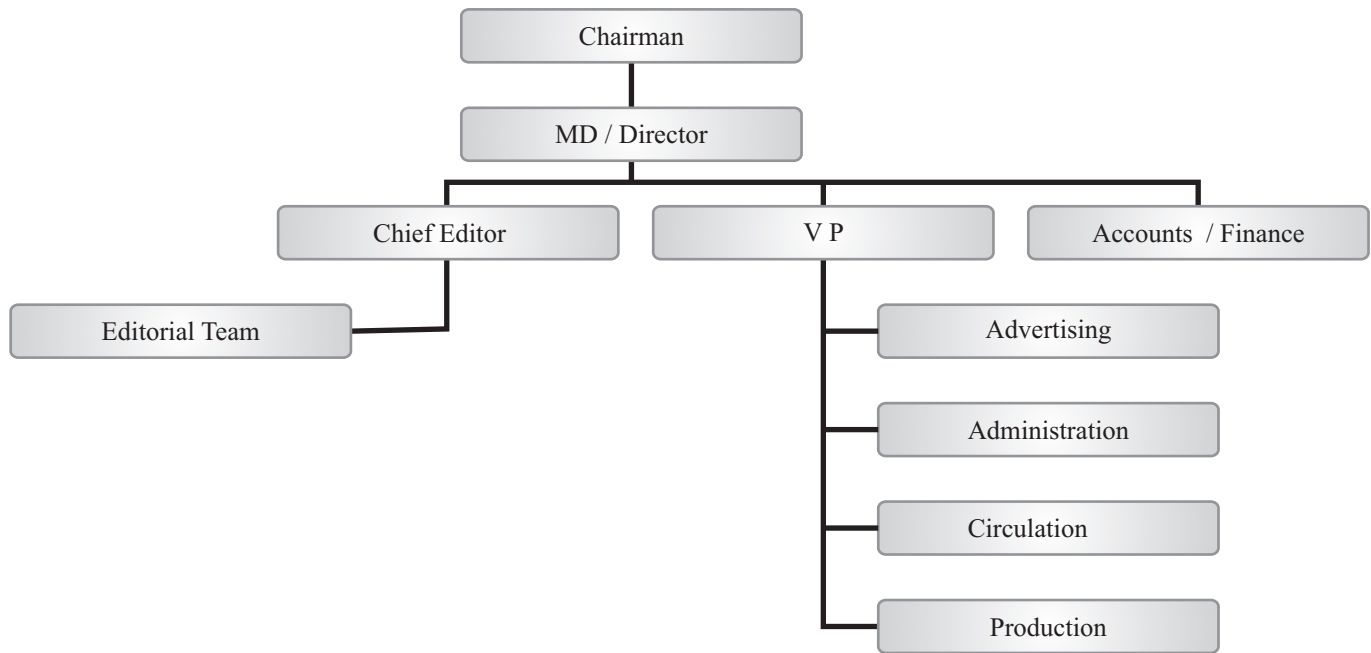 Chairman
MD / Director
Chief Editor
V P
Accounts / Finance
Editorial Team
Advertising
Administration
Circulation
Production